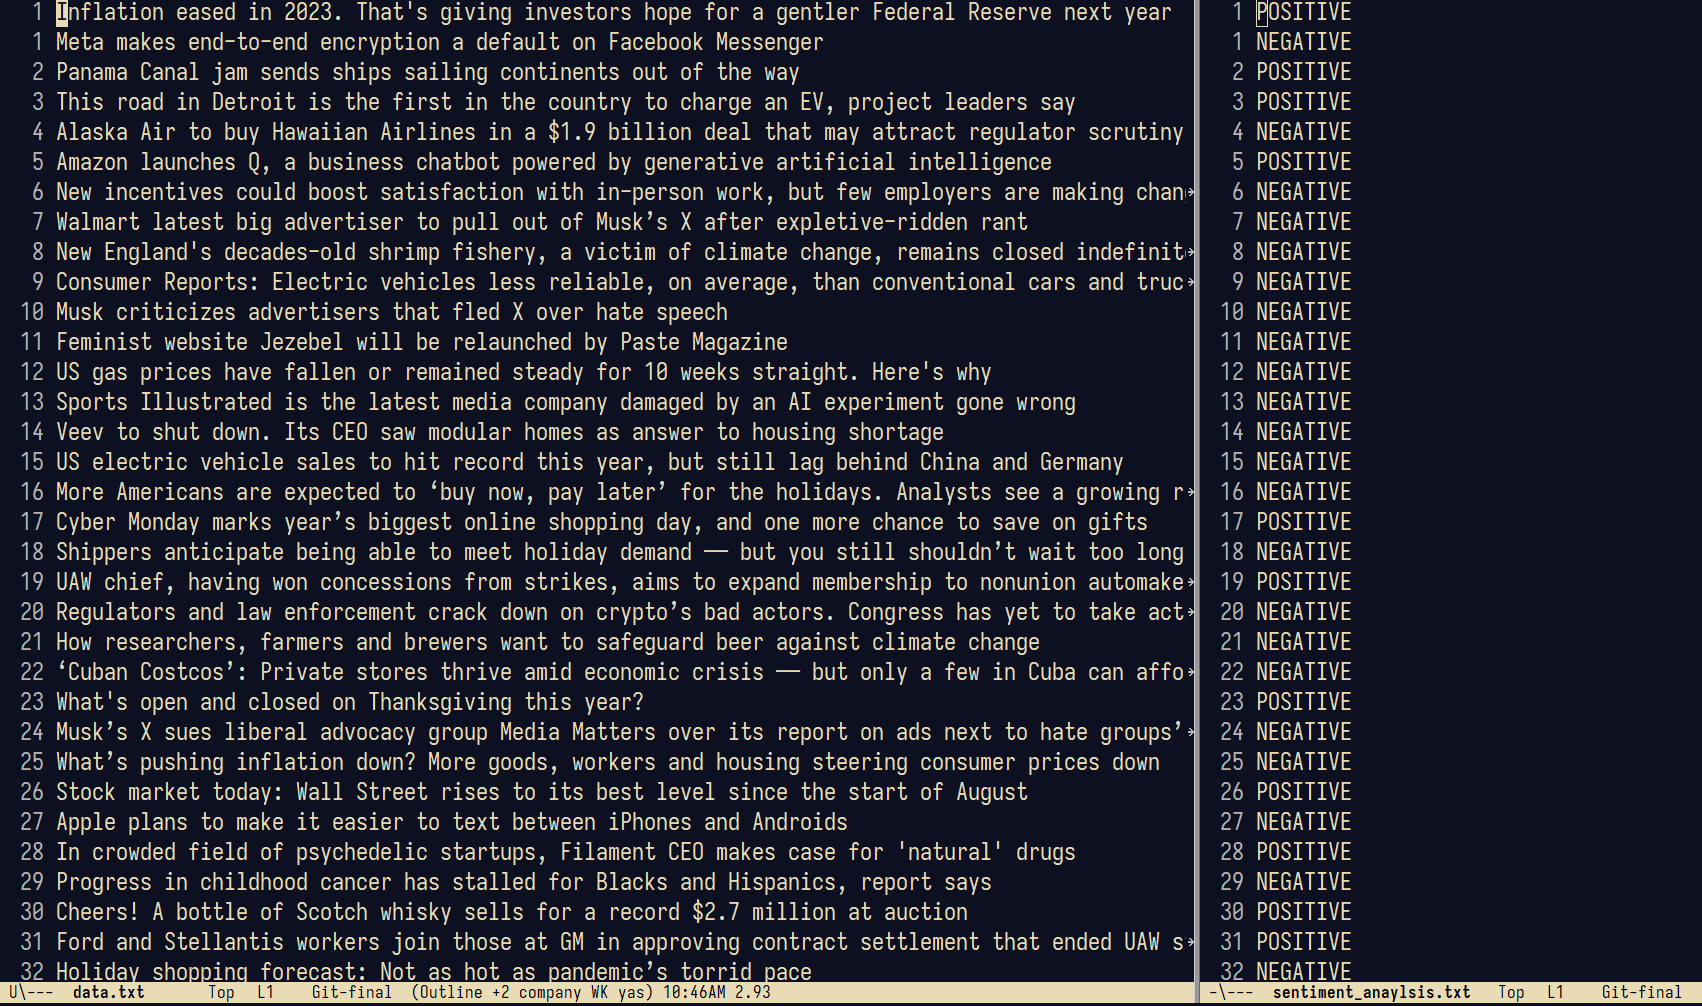 1 Inflation eased in 2023. That's giving investors hope for a gentler Federal Reserve next year
1 Meta makes end-to-end encryption a default on Facebook Messenger
2 Panama Canal jam sends ships sailing continents out of the way
3 This road in Detroit is the first in the country to charge an EV, project leaders say
4 Alaska Air to buy Hawaiian Airlines in a $1.9 billion deal that may attract regulator scrutiny
5 Amazon launches Q, a business chatbot powered by generative artificial intelligence
6 New incentives could boost satisfaction with in-person work, but few employers are making chan
7 Walmart latest big advertiser to pull out of Musk’s X after expletive-ridden rant
8 New England's decades-old shrimp fishery, a victim of climate change, remains closed indefinit
9 Consumer Reports: Electric vehicles less reliable, on average, than conventional cars and truc
10 Musk criticizes advertisers that fled X over hate speech
11 Feminist website Jezebel will be relaunched by Paste Magazine
12 US gas prices have fallen or remained steady for 10 weeks straight. Here's why
13 Sports Illustrated is the latest media company damaged by an AI experiment gone wrong
14 Veev to shut down. Its CEO saw modular homes as answer to housing shortage
15 US electric vehicle sales to hit record this year, but still lag behind China and Germany
16 More Americans are expected to ‘buy now, pay later’ for the holidays. Analysts see a growing r
17 Cyber Monday marks year’s biggest online shopping day, and one more chance to save on gifts
18 Shippers anticipate being able to meet holiday demand — but you still shouldn’t wait too long
19 UAW chief, having won concessions from strikes, aims to expand membership to nonunion automake
20 Regulators and law enforcement crack down on crypto’s bad actors. Congress has yet to take act
21 How researchers, farmers and brewers want to safeguard beer against climate change
22 ‘Cuban Costcos’: Private stores thrive amid economic crisis — but only a few in Cuba can affo
23 What's open and closed on Thanksgiving this year?
24 Musk’s X sues liberal advocacy group Media Matters over its report on ads next to hate groups’
25 What’s pushing inflation down? More goods, workers and housing steering consumer prices down
26 Stock market today: Wall Street rises to its best level since the start of August
27 Apple plans to make it easier to text between iPhones and Androids
28 In crowded field of psychedelic startups, Filament CEO makes case for 'natural' drugs
29 Progress in childhood cancer has stalled for Blacks and Hispanics, report says
30 Cheers! A bottle of Scotch whisky sells for a record $2.7 million at auction
31 Ford and Stellantis workers join those at GM in approving contract settlement that ended UAW s
32 Holiday shopping forecast: Not as hot as pandemic’s torrid pace
U\--- data.txt Top L1 Git-final (Outline +2 company WK yas) 10:46AM 2.93
1 POSITIVE
1 NEGATIVE
2 POSITIVE
3 POSITIVE
4 NEGATIVE
5 POSITIVE
6 NEGATIVE
7 NEGATIVE
8 NEGATIVE
9 NEGATIVE
10 NEGATIVE
11 NEGATIVE
12 NEGATIVE
13 NEGATIVE
14 NEGATIVE
15 NEGATIVE
16 NEGATIVE
17 POSITIVE
18 NEGATIVE
19 POSITIVE
20 NEGATIVE
21 NEGATIVE
22 NEGATIVE
23 POSITIVE
24 NEGATIVE
25 NEGATIVE
26 POSITIVE
27 NEGATIVE
28 POSITIVE
29 NEGATIVE
30 POSITIVE
31 POSITIVE
32 NEGATIVE
-\--- sentiment_anaylsis.txt Top L1 Git-final